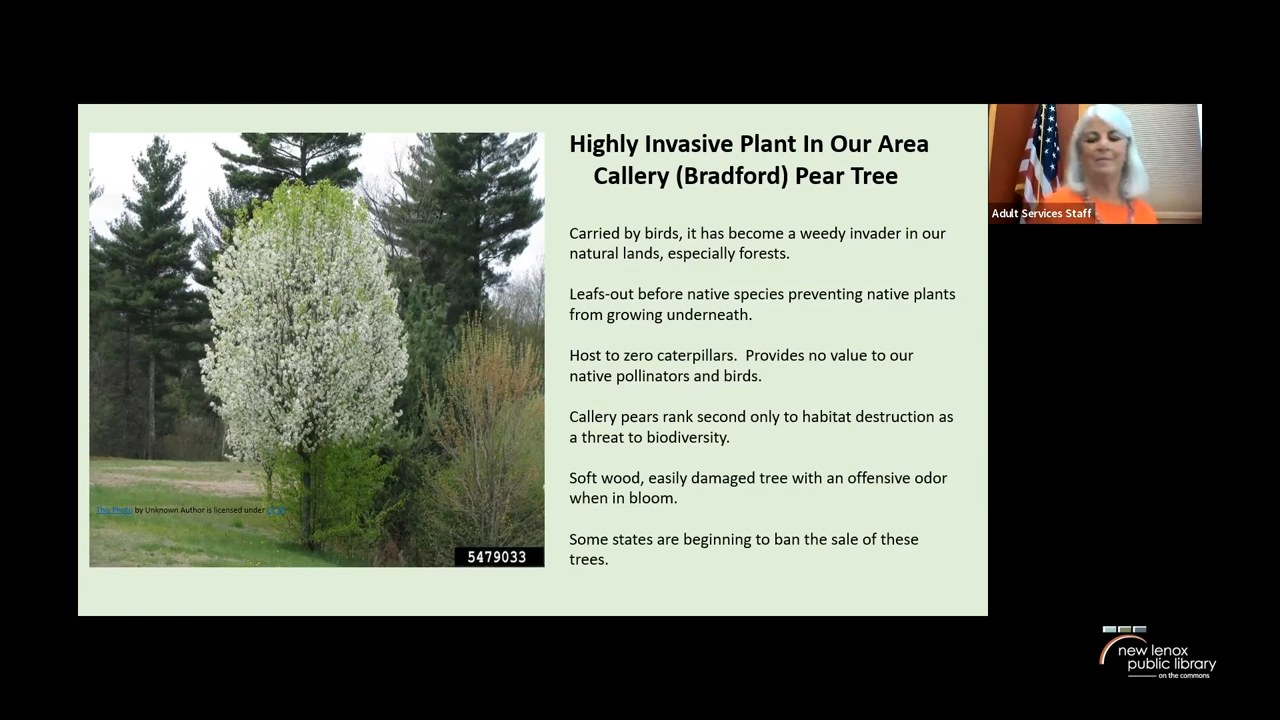 Highly Invasive Plant In Our Area
Callery (Bradford) Pear Tree
Carried by birds, it has become a weedy invader in our
natural lands, especially forests.
Leafs-out before native species preventing native plants
from growing underneath.
Host to zero caterpillars.  Provides no value to our
native pollinators and birds.
Callery pears rank second only to habitat destruction as
a threat to biodiversity.
Soft wood, easily damaged tree with an offensive odor
when in bloom.
Some states are beginning to ban the sale of these
trees.
This Photo by Unknown Author is licensed under
5479033
Adult Services Staff
new lenox
public library
on the commons